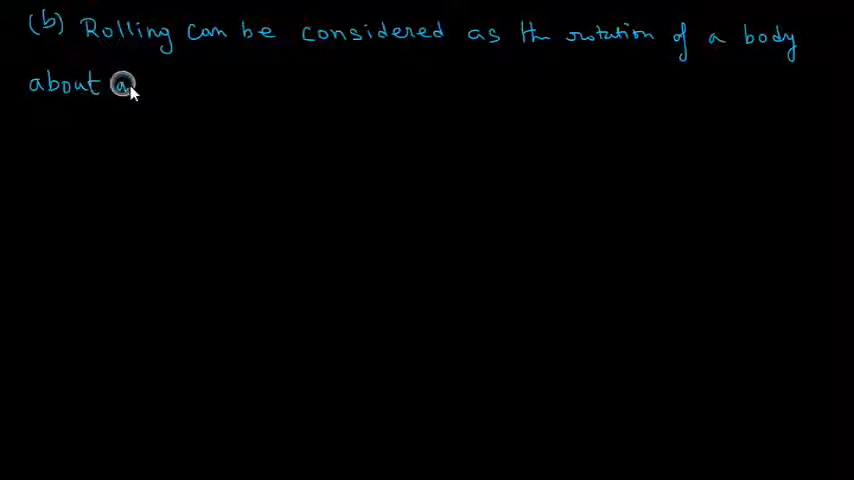 (b) Rolling can be considered as the rotation of a body
about a